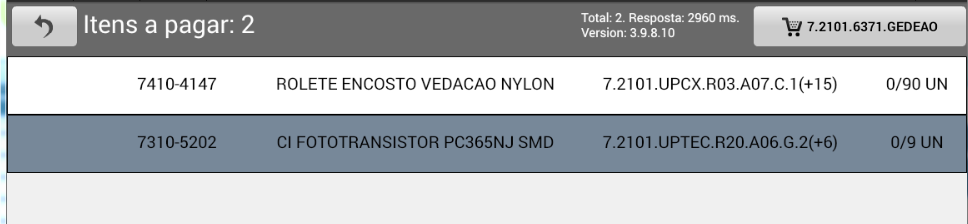 Itens a pagar: 2
Total: 2. Resposta: 2960 ms.
Version: 3.9.8.10
7.2101.6371.GEDEAO
7410-4147 ROLETE ENCOSTO VEDACAO NYLON 7.2101.UPCX.R03.A07.C.1(+15) 0/90 UN
7310-5202 CI FOTOTRANSISTOR PC365NJ SMD 7.2101.UPTEC.R20.A06.G.2(+6) 0/9 UN